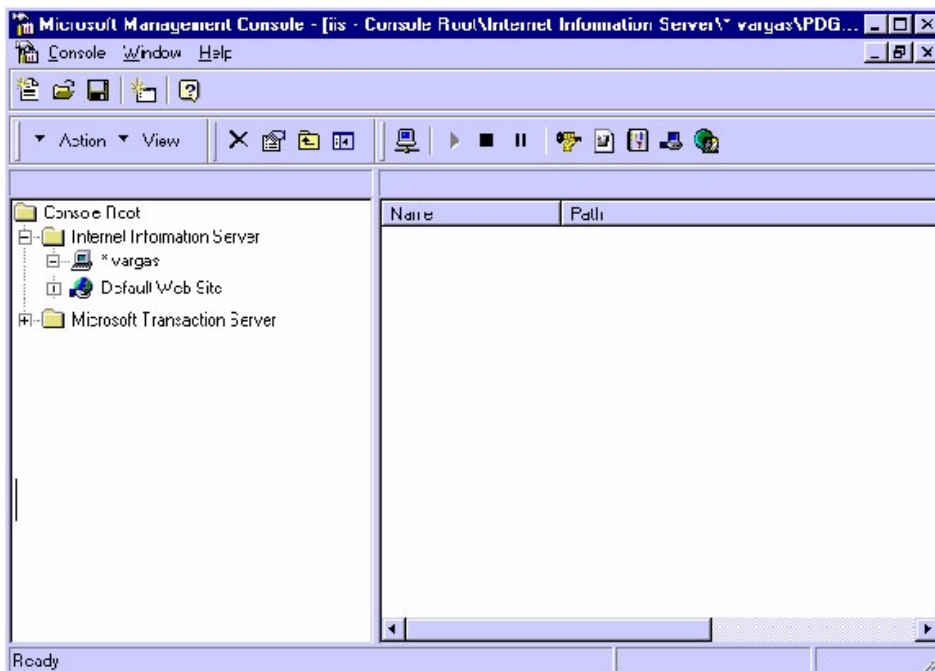 Microsoft Management Console - [iis - Console Root\Internet Information Server\* vargas\PDG...
Console Window Help
Action View
Console Root
Internet Information Server
* vargas
Default Web Site
Microsoft Transaction Server
Name Path
Ready